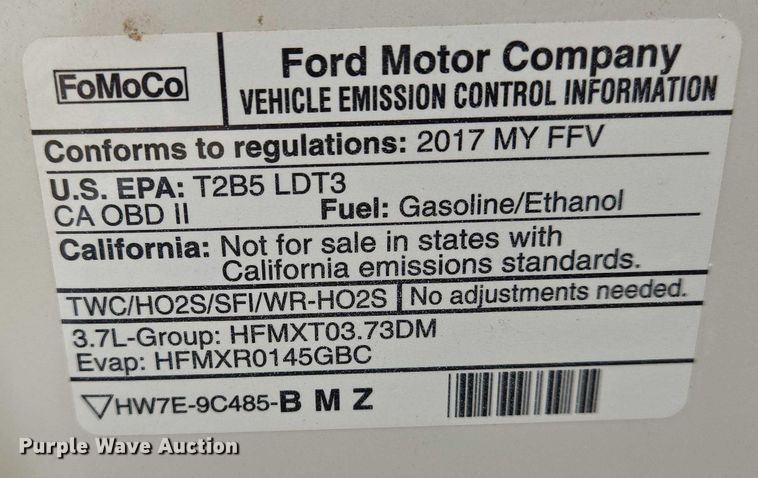 FoMoCo
Ford Motor Company
VEHICLE EMISSION CONTROL INFORMATION
Conforms to regulations: 2017 MY FFV
U.S. EPA: T2B5 LDT3
CA OBD II Fuel: Gasoline/Ethanol
California: Not for sale in states with
California emissions standards.
TWC/HO2S/SFI/WR-HO2S No adjustments needed.
3.7L-Group: HFMXT03.73DM
Evap: HFMXR0145GBC
HW7E-9C485-B M Z
Purple Wave Auction